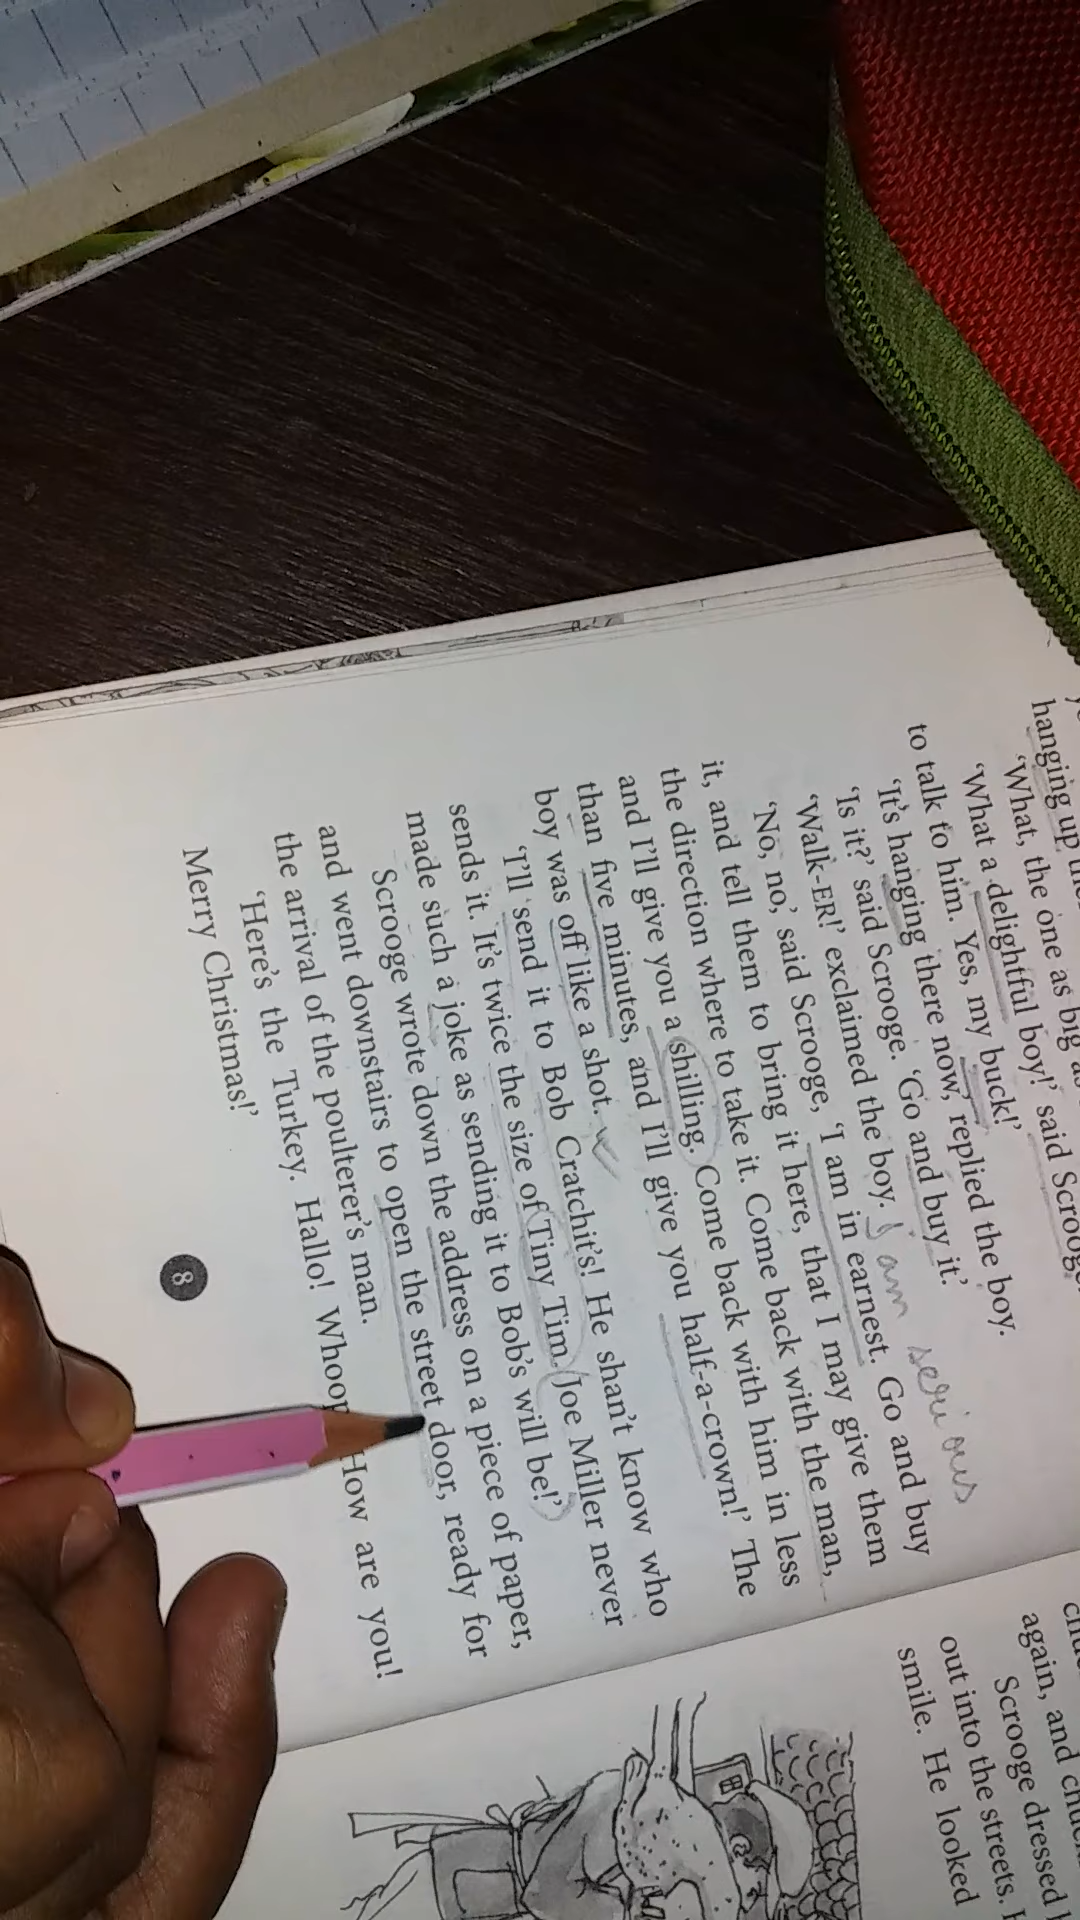 hanging up
'What, the one as big as
'What a delightful boy!' said Scroog
to talk to him. Yes, my buck!'
'It's hanging there now,' replied the boy.
'Is it?' said Scrooge. 'Go and buy it.'
'Walk-ER!' exclaimed the boy. I am serious
'No, no,' said Scrooge, 'I am in earnest. Go and buy
it, and tell them to bring it here, that I may give them
the direction where to take it. Come back with the man,
and I'll give you a shilling. Come back with him in less
than five minutes, and I'll give you half-a-crown!' The
boy was off like a shot.
'I'll send it to Bob Cratchit's! He shan't know who
sends it. It's twice the size of Tiny Tim. Joe Miller never
made such a joke as sending it to Bob's will be!'
Scrooge wrote down the address on a piece of paper,
and went downstairs to open the street door, ready for
the arrival of the poulterer's man.
'Here's the Turkey. Hallo! Whoop How are you!
Merry Christmas!'
8
again, and
Scrooge dressed
out into the streets.
smile. He looked